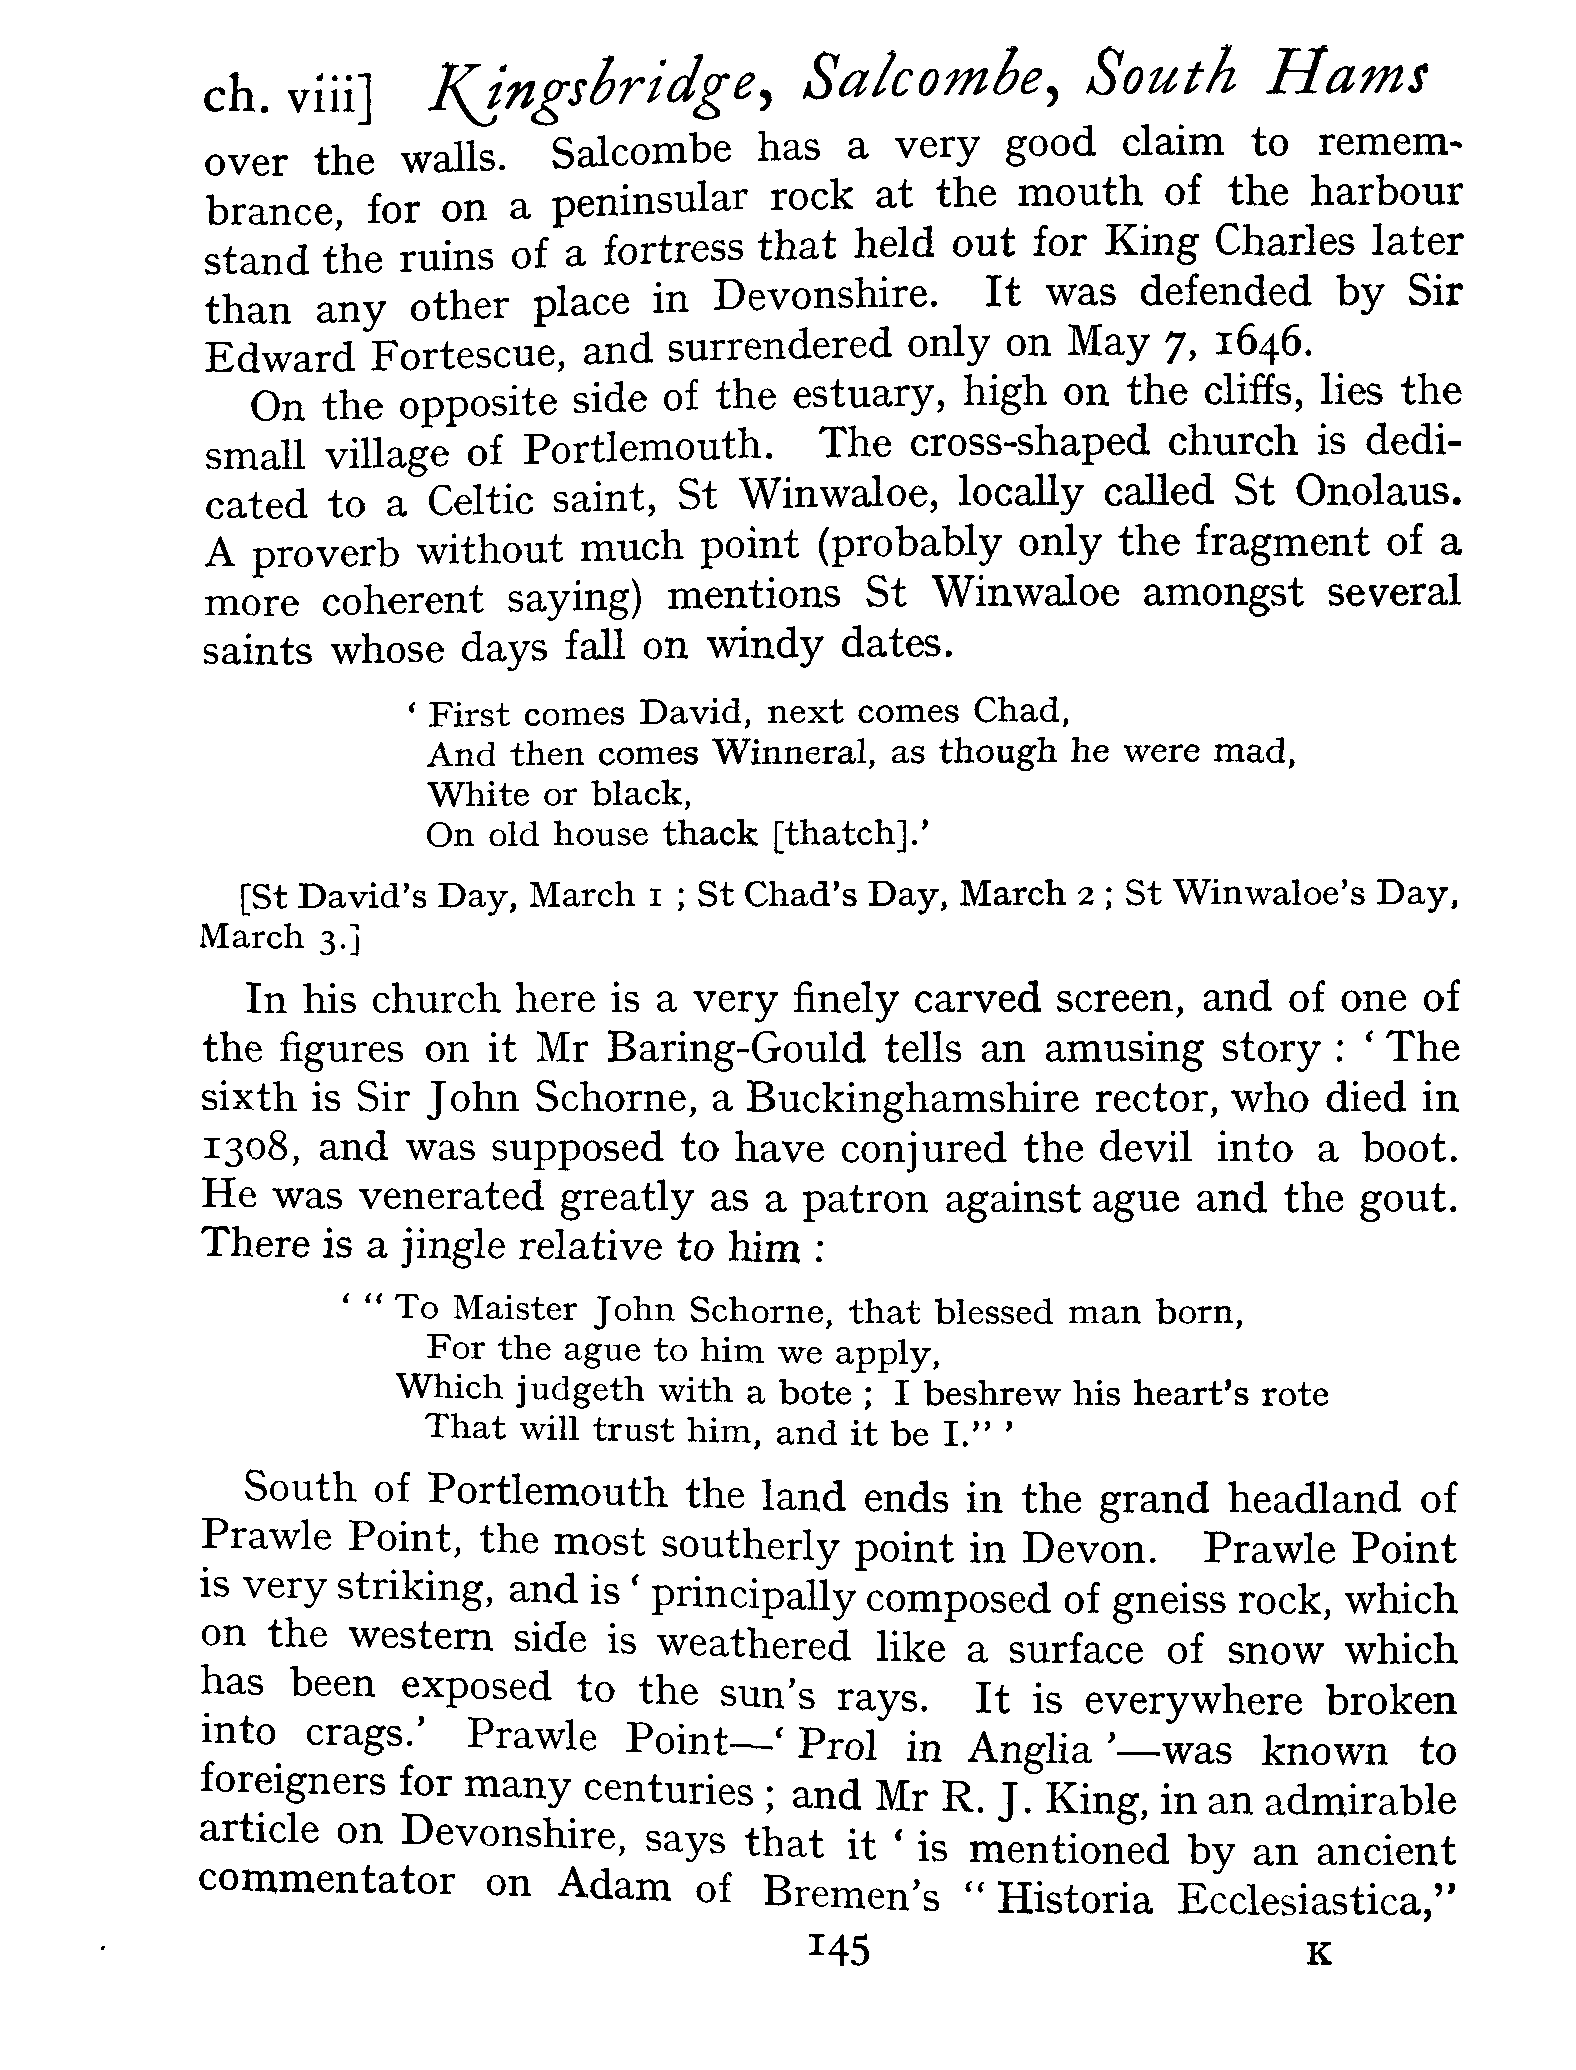 ch. viii] Kingsbridge, Salcombe, South Hams
over the walls. Salcombe has a very good claim to remem-
brance, for on a peninsular rock at the mouth of the harbour
stand the ruins of a fortress that held out for King Charles later
than any other place in Devonshire. It was defended by Sir
Edward Fortescue, and surrendered only on May 7, 1646.
On the opposite side of the estuary, high on the cliffs, lies the
small village of Portlemouth. The cross-shaped church is dedi-
cated to a Celtic saint, St Winwaloe, locally called St Onolaus.
A proverb without much point (probably only the fragment of a
more coherent saying) mentions St Winwaloe amongst several
saints whose days fall on windy dates.
‘ First comes David, next comes Chad,
And then comes Winneral, as though he were mad,
White or black,
On old house thack [thatch].’
[St David's Day, March 1 ; St Chad's Day, March 2 ; St Winwaloe's Day,
March 3.]
In his church here is a very finely carved screen, and of one of
the figures on it Mr Baring-Gould tells an amusing story : ‘ The
sixth is Sir John Schorne, a Buckinghamshire rector, who died in
1308, and was supposed to have conjured the devil into a boot.
He was venerated greatly as a patron against ague and the gout.
There is a jingle relative to him :
‘ “ To Maister John Schorne, that blessed man born,
For the ague to him we apply,
Which judgeth with a bote ; I beshrew his heart's rote
That will trust him, and it be I.” ’
South of Portlemouth the land ends in the grand headland of
Prawle Point, the most southerly point in Devon. Prawle Point
is very striking, and is ‘ principally composed of gneiss rock, which
on the western side is weathered like a surface of snow which
has been exposed to the sun's rays. It is everywhere broken
into crags.’ Prawle Point—‘ Prol in Anglia ’—was known to
foreigners for many centuries ; and Mr R. J. King, in an admirable
article on Devonshire, says that it ‘ is mentioned by an ancient
commentator on Adam of Bremen's “ Historia Ecclesiastica,”
145 K